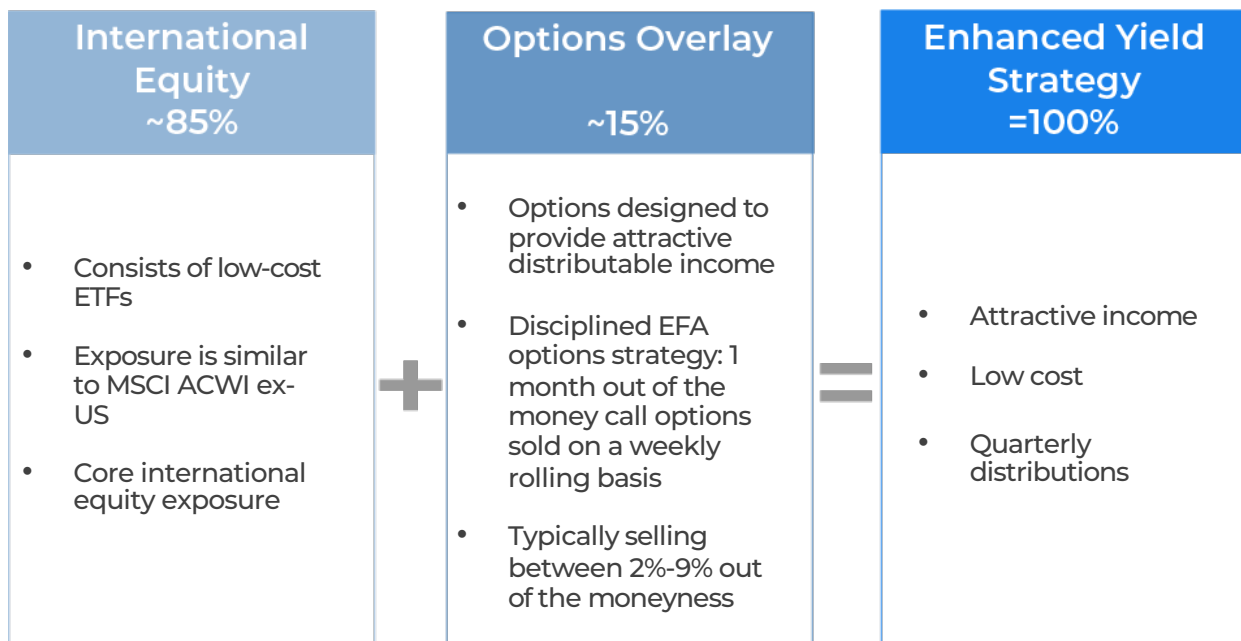 International
Equity
~85%
• Consists of low-cost
ETFs
• Exposure is similar
to MSCI ACWI ex-
US
• Core international
equity exposure
+
Options Overlay
~15%
• Options designed to
provide attractive
distributable income
• Disciplined EFA
options strategy: 1
month out of the
money call options
sold on a weekly
rolling basis
• Typically selling
between 2%-9% out
of the moneyness
=
Enhanced Yield
Strategy
=100%
• Attractive income
• Low cost
• Quarterly
distributions